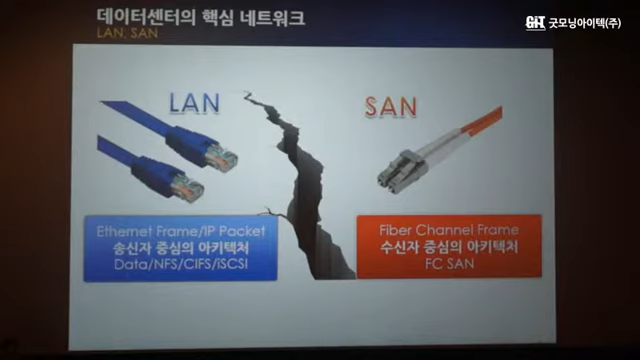 데이터센터의 핵심 네트워크
LAN, SAN
GIT 굿모닝아이텍(주)
LAN
SAN
Ethernet Frame/IP Packet
송신자 중심의 아키텍처
Data/NFS/CIFS/iSCSI
Fiber Channel Frame
수신자 중심의 아키텍처
FC SAN